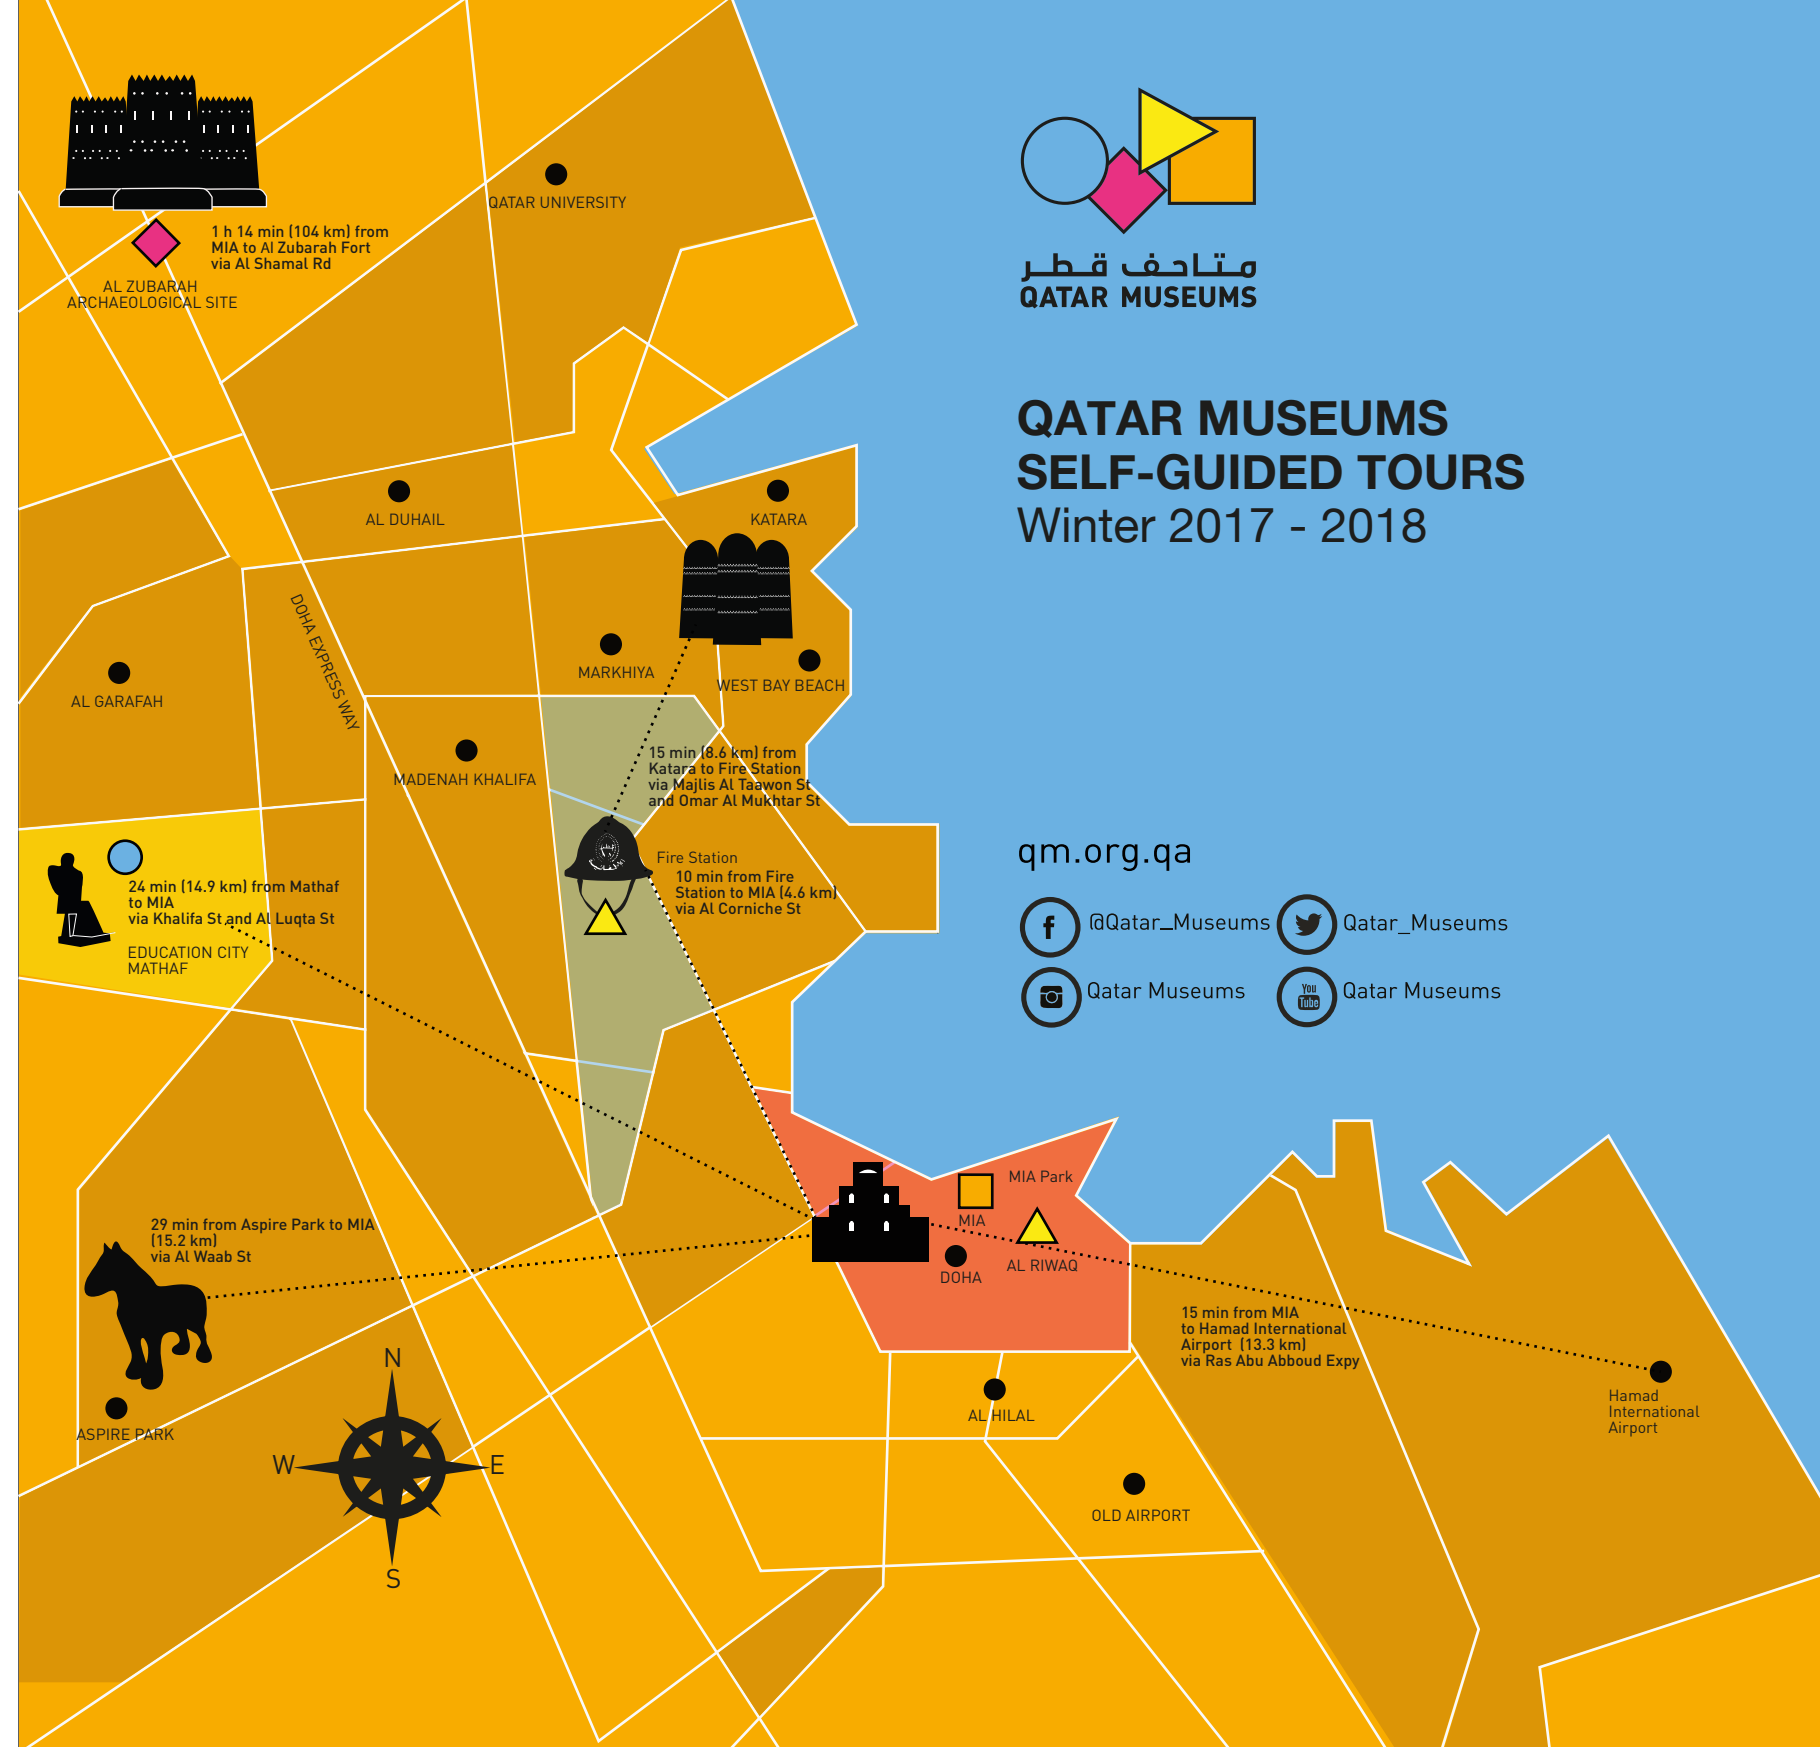 متاحف قطر
QATAR MUSEUMS
QATAR MUSEUMS
SELF-GUIDED TOURS
Winter 2017 - 2018
QATAR UNIVERSITY
1 h 14 min (104 km) from
MIA to Al Zubarah Fort
via Al Shamal Rd
AL ZUBARAH
ARCHAEOLOGICAL SITE
AL DUHAIL
KATARA
DOHA EXPRESS WAY
MARKHIYA
WEST BAY BEACH
AL GARAFAH
MADENAH KHALIFA
15 min (8.6 km) from
Katara to Fire Station
via Majlis Al Taawon St
and Omar Al Mukhtar St
Fire Station
10 min from Fire
Station to MIA (4.6 km)
via Al Corniche St
24 min (14.9 km) from Mathaf
to MIA
via Khalifa St and Al Luqta St
EDUCATION CITY
MATHAF
qm.org.qa
f
@Qatar_Museums
Qatar_Museums
Qatar Museums
You
Tube
Qatar Museums
MIA Park
MIA
AL RIWAQ
DOHA
29 min from Aspire Park to MIA
(15.2 km)
via Al Waab St
ASPIRE PARK
15 min from MIA
to Hamad International
Airport (13.3 km)
via Ras Abu Abboud Expy
Hamad
International
Airport
AL HILAL
OLD AIRPORT
N
W
E
S